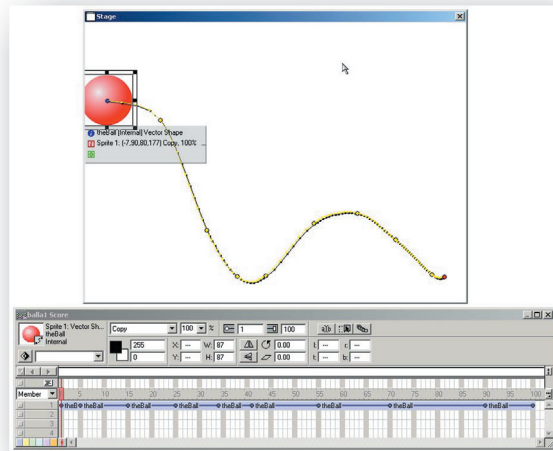 Stage
theBall (Internal) Vector Shape
Sprite 1: (-7,90,80,177) Copy, 100% ...
balla1 Score
Sprite 1: Vector Sh...
theBall
Internal
Copy 100 % 1 100
255 X: --- W: 87 0.00 l: --- r: ---
0 Y: --- H: 87 0.00 t: --- b: ---
Member 5 10 15 20 25 30 35 40 45 50 55 60 65 70 75 80 85 90 95 100
1 theB theBall theBall theBall theBall theBall theBall theBall theBall
2
3
4